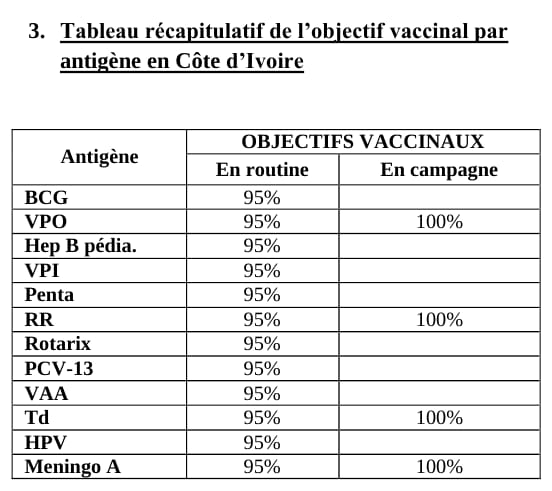 3. Tableau récapitulatif de l’objectif vaccinal par
antigène en Côte d’Ivoire
Antigène OBJECTIFS VACCINAUX
En routine En campagne
BCG 95%
VPO 95% 100%
Hep B pédia. 95%
VPI 95%
Penta 95%
RR 95% 100%
Rotarix 95%
PCV-13 95%
VAA 95%
Td 95% 100%
HPV 95%
Meningo A 95% 100%